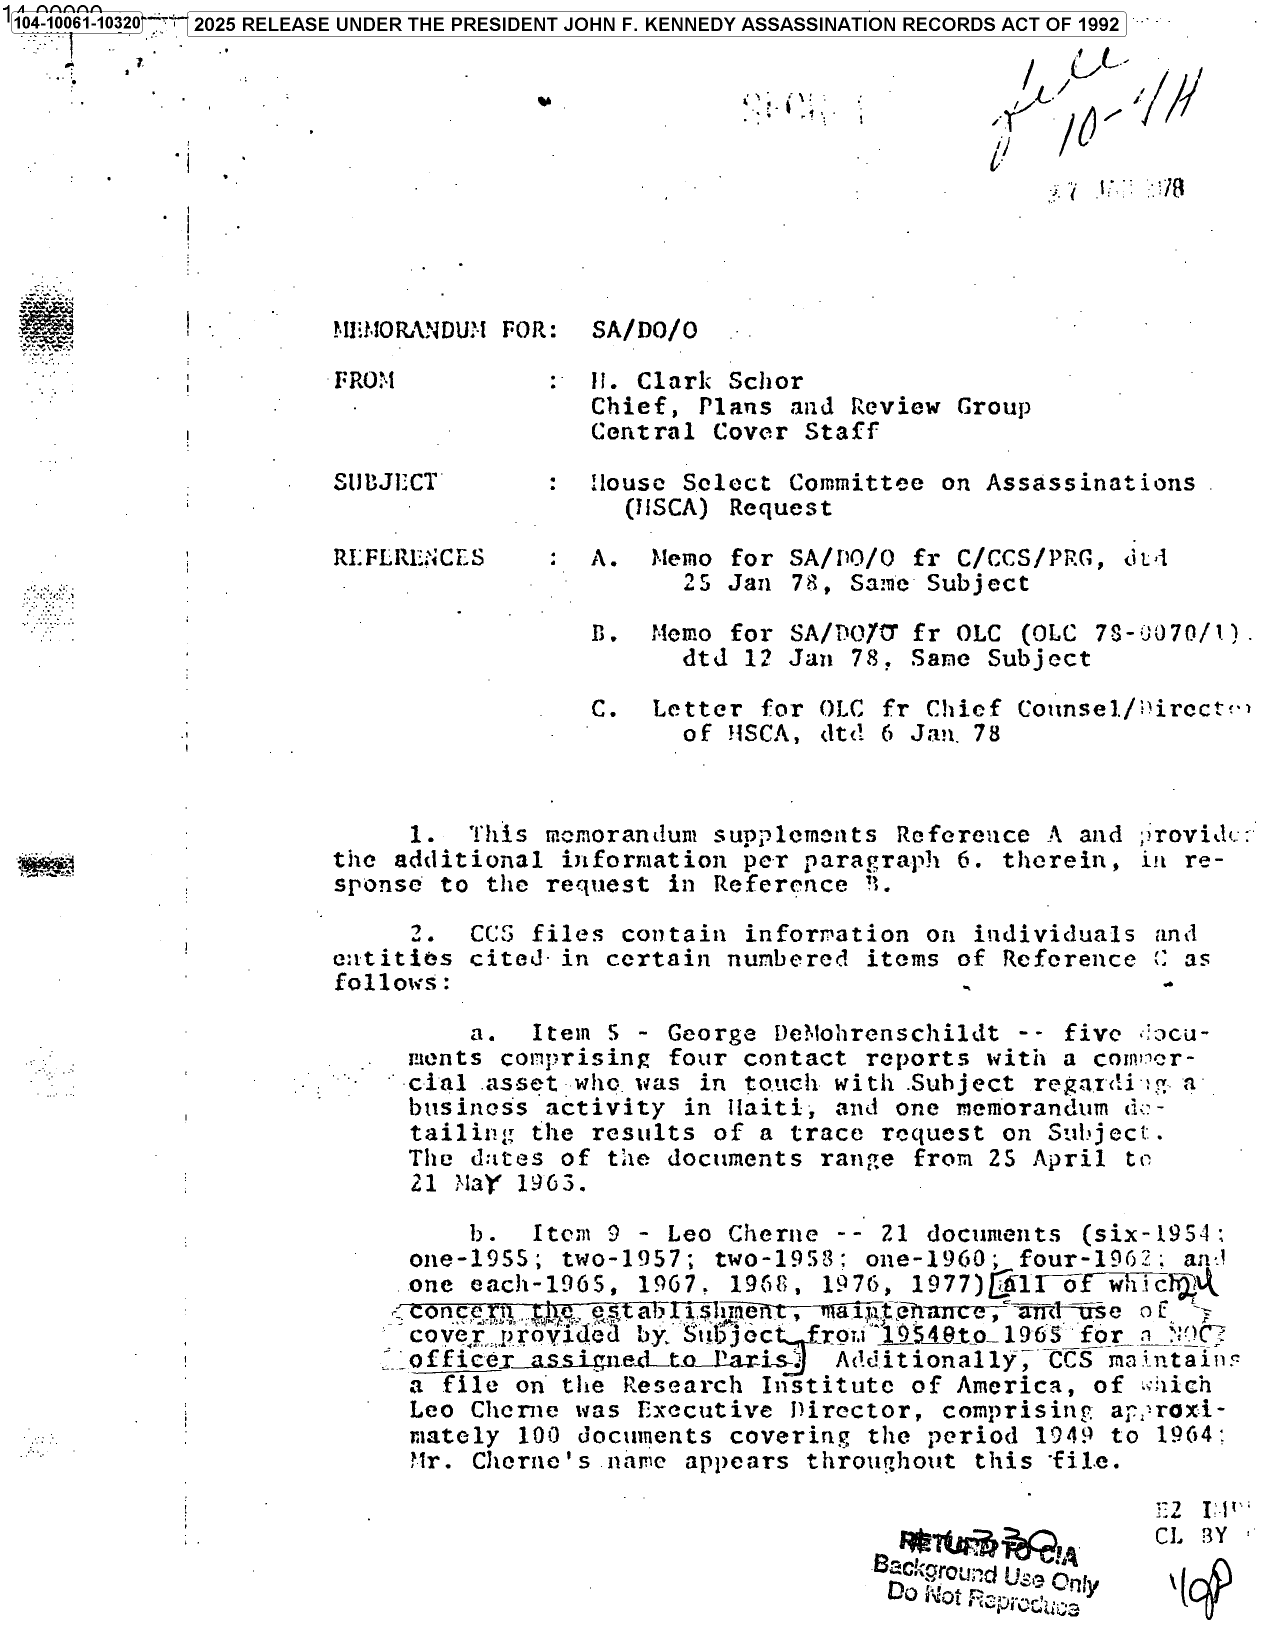 104-10061-10320
2025 RELEASE UNDER THE PRESIDENT JOHN F. KENNEDY ASSASSINATION RECORDS ACT OF 1992
file
10-4H
78
MEMORANDUM FOR: SA/DO/O
FROM : H. Clark Schor
Chief, Plans and Review Group
Central Cover Staff
SUBJECT : House Select Committee on Assassinations
(HSCA) Request
REFERENCES : A. Memo for SA/DO/O fr C/CCS/PRG, dtd
25 Jan 78, Same Subject
B. Memo for SA/DO/O fr OLC (OLC 78-0070/1)
dtd 12 Jan 78, Same Subject
C. Letter for OLC fr Chief Counsel/Director
of HSCA, dtd 6 Jan. 78
1. This memorandum supplements Reference A and provides
the additional information per paragraph 6. therein, in re-
sponse to the request in Reference B.
2. CCS files contain information on individuals and
entities cited in certain numbered items of Reference C as
follows:
a. Item 5 - George DeMohrenschildt -- five docu-
ments comprising four contact reports with a commer-
cial asset who was in touch with Subject regarding a
business activity in Haiti, and one memorandum de-
tailing the results of a trace request on Subject.
The dates of the documents range from 25 April to
21 May 1963.
b. Item 9 - Leo Cherne -- 21 documents (six-1954;
one-1955; two-1957; two-1958; one-1960; four-1962; and
one each-1965, 1967, 1968, 1976, 1977) [all of which
concern the establishment, maintenance, and use of
cover provided by Subject from 1954 to 1965 for a NOC
officer assigned to Paris.] Additionally, CCS maintains
a file on the Research Institute of America, of which
Leo Cherne was Executive Director, comprising approxi-
mately 100 documents covering the period 1949 to 1964;
Mr. Cherne's name appears throughout this file.
E2
CL BY
RETURN TO CIA
Background Use Only
Do Not Reproduce